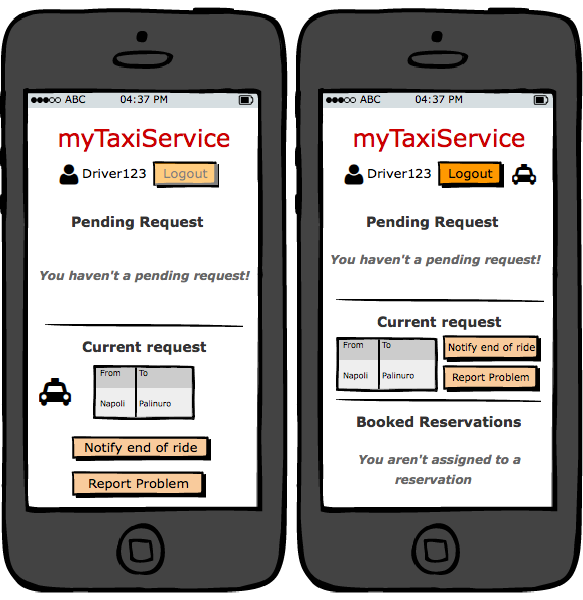 ABC 04:37 PM
myTaxiService
Driver123 Logout
Pending Request
You haven't a pending request!
Current request
From To
Napoli Palinuro
Notify end of ride
Report Problem
ABC 04:37 PM
myTaxiService
Driver123 Logout
Pending Request
You haven't a pending request!
Current request
From To
Napoli Palinuro
Notify end of ride
Report Problem
Booked Reservations
You aren't assigned to a
reservation